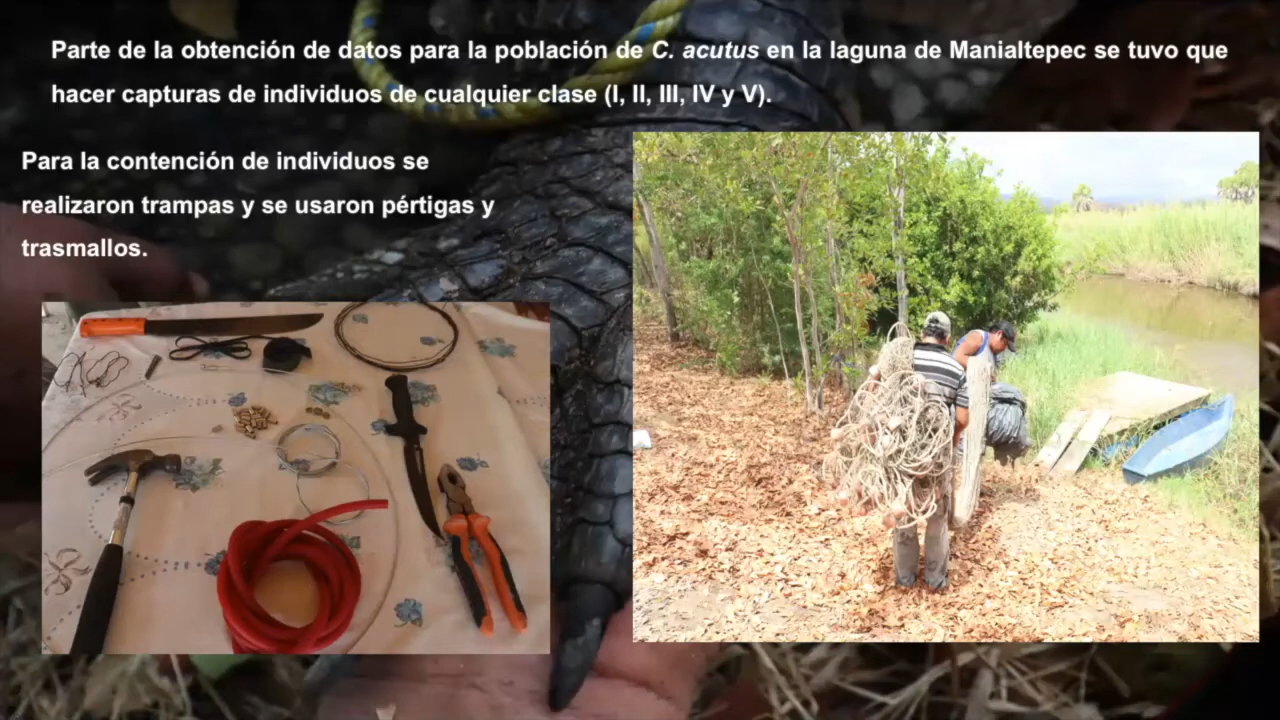 Parte de la obtención de datos para la población de C. acutus en la laguna de Manialtepec se tuvo que
hacer capturas de individuos de cualquier clase (I, II, III, IV y V).
Para la contención de individuos se
realizaron trampas y se usaron pértigas y
trasmallos.